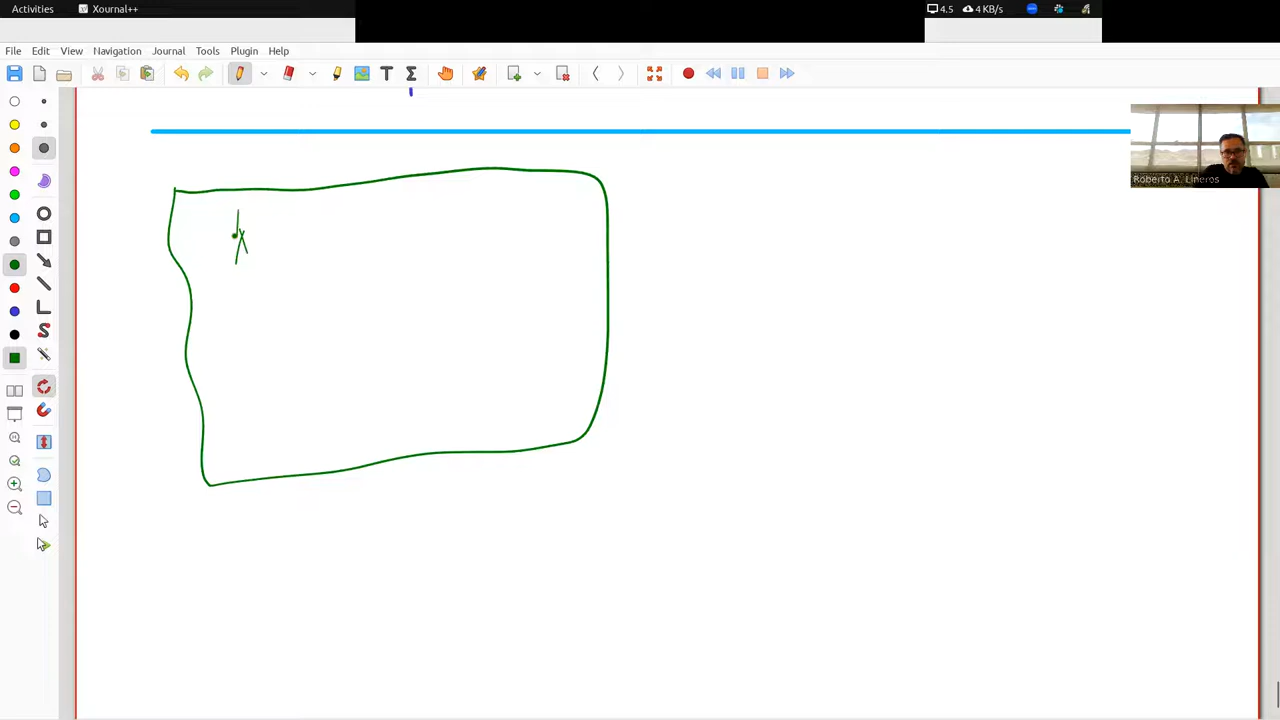 Activities Xournal++ 4.5 4 KB/s
File Edit View Navigation Journal Tools Plugin Help
Roberto A. Lineros